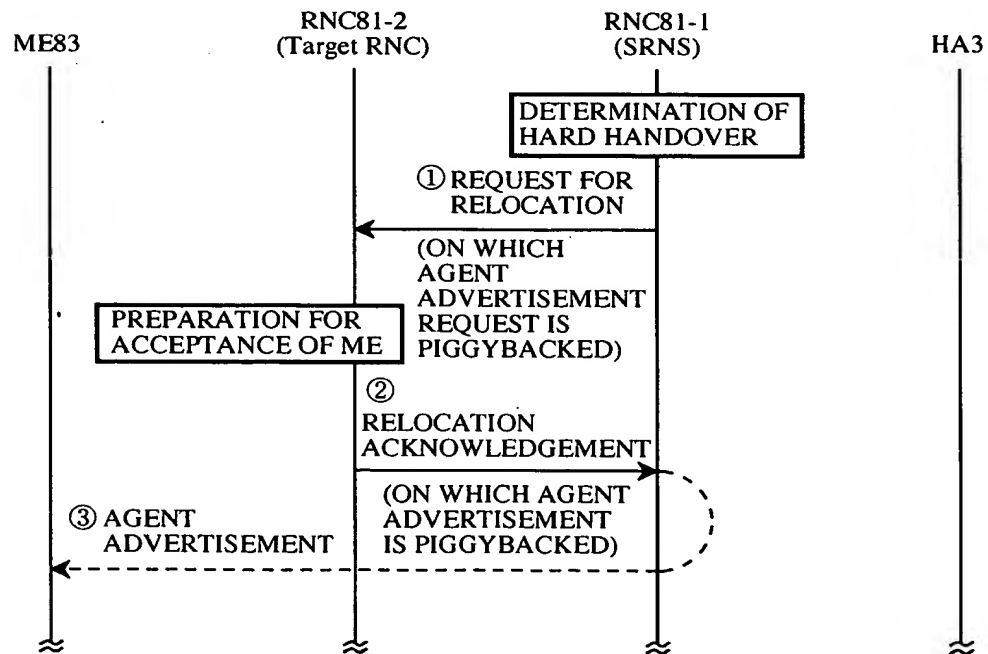 ME83
RNC81-2
(Target RNC)
RNC81-1
(SRNS)
HA3
DETERMINATION OF
HARD HANDOVER
① REQUEST FOR
RELOCATION
(ON WHICH
AGENT
ADVERTISEMENT
REQUEST IS
PIGGYBACKED)
PREPARATION FOR
ACCEPTANCE OF ME
②
RELOCATION
ACKNOWLEDGEMENT
(ON WHICH AGENT
ADVERTISEMENT
IS PIGGYBACKED)
③ AGENT
ADVERTISEMENT